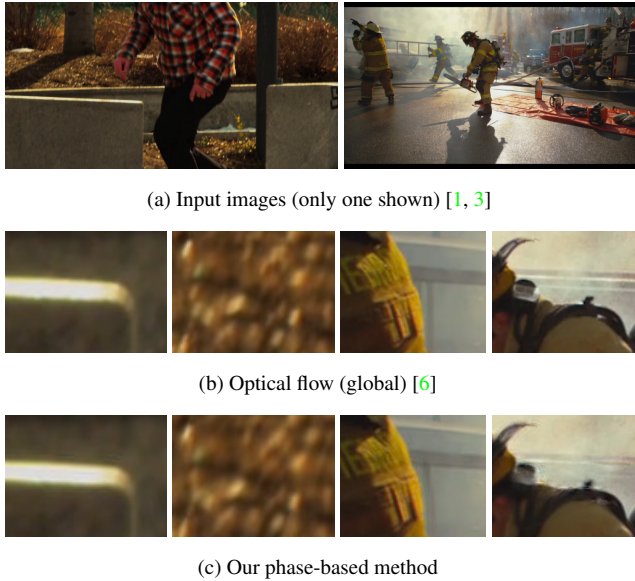 (a) Input images (only one shown) [1, 3]
(b) Optical flow (global) [6]
(c) Our phase-based method